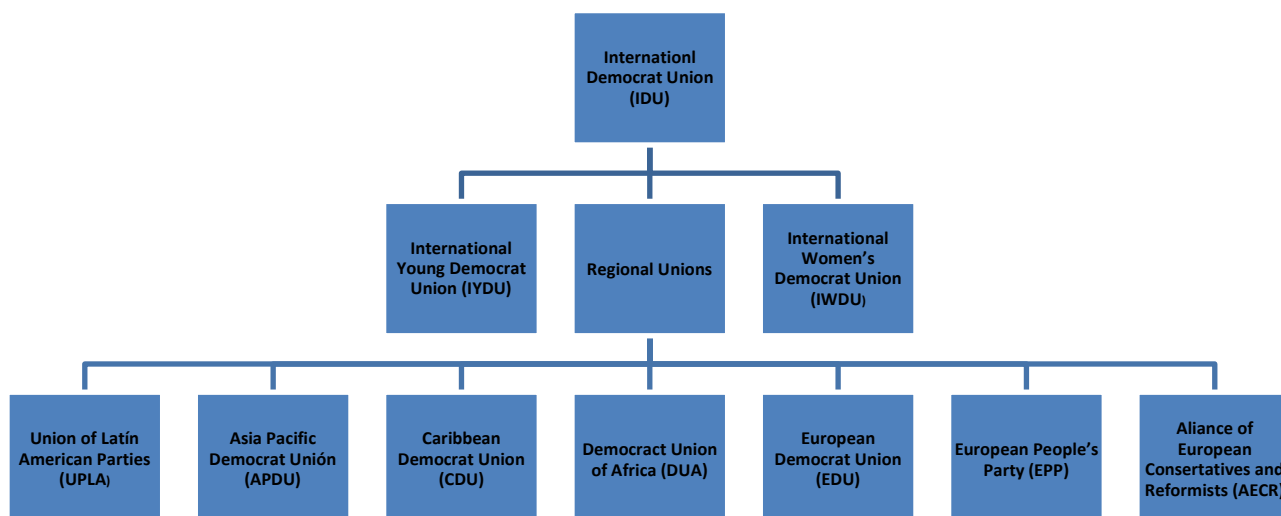 Internationl
Democrat Union
(IDU)
International
Young Democrat
Union (IYDU)
Regional Unions
International
Women’s
Democrat Union
(IWDU)
Union of Latín
American Parties
(UPLA)
Asia Pacific
Democrat Unión
(APDU)
Caribbean
Democrat Union
(CDU)
Democract Union
of Africa (DUA)
European
Democrat Union
(EDU)
European People’s
Party (EPP)
Aliance of
European
Consertatives and
Reformists (AECR)